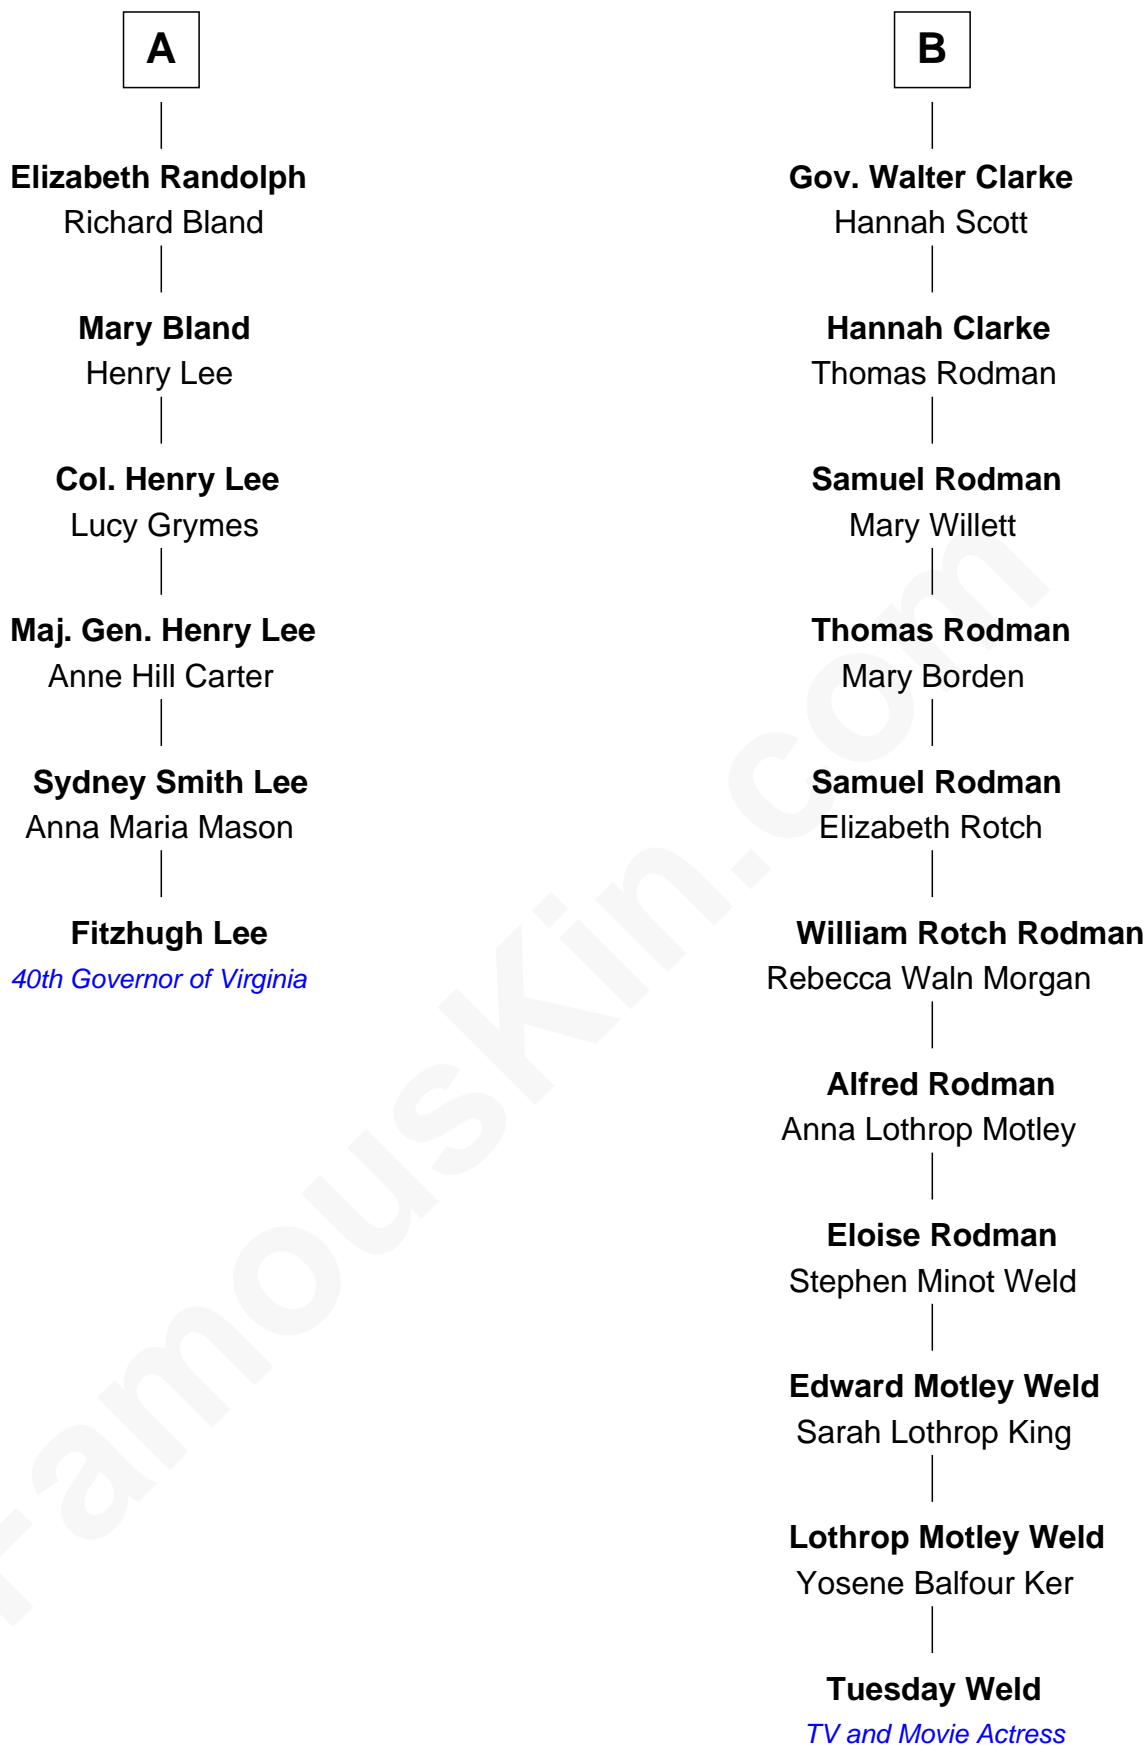 A
Elizabeth Randolph
Richard Bland
Mary Bland
Henry Lee
Col. Henry Lee
Lucy Grymes
Maj. Gen. Henry Lee
Anne Hill Carter
Sydney Smith Lee
Anna Maria Mason
Fitzhugh Lee
40th Governor of Virginia
B
Gov. Walter Clarke
Hannah Scott
Hannah Clarke
Thomas Rodman
Samuel Rodman
Mary Willett
Thomas Rodman
Mary Borden
Samuel Rodman
Elizabeth Rotch
William Rotch Rodman
Rebecca Waln Morgan
Alfred Rodman
Anna Lothrop Motley
Eloise Rodman
Stephen Minot Weld
Edward Motley Weld
Sarah Lothrop King
Lothrop Motley Weld
Yosene Balfour Ker
Tuesday Weld
TV and Movie Actress
FamousKin.com